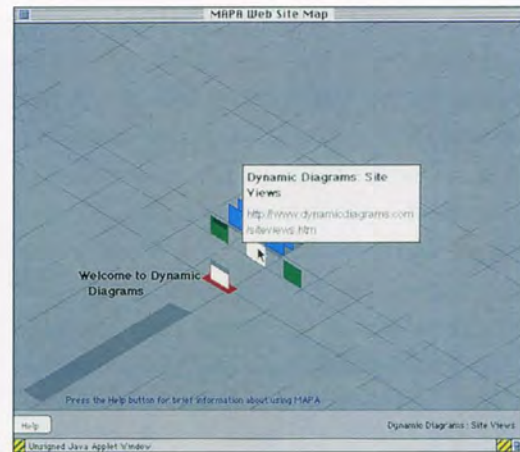 MAPA Web Site Map
Dynamic Diagrams: Site
Views
http://www.dynamicdiagrams.com
/siteviews.htm
Welcome to Dynamic
Diagrams
Press the Help button for brief information about using MAPA
Help
Dynamic Diagrams : Site Views
Unsigned Java Applet Window